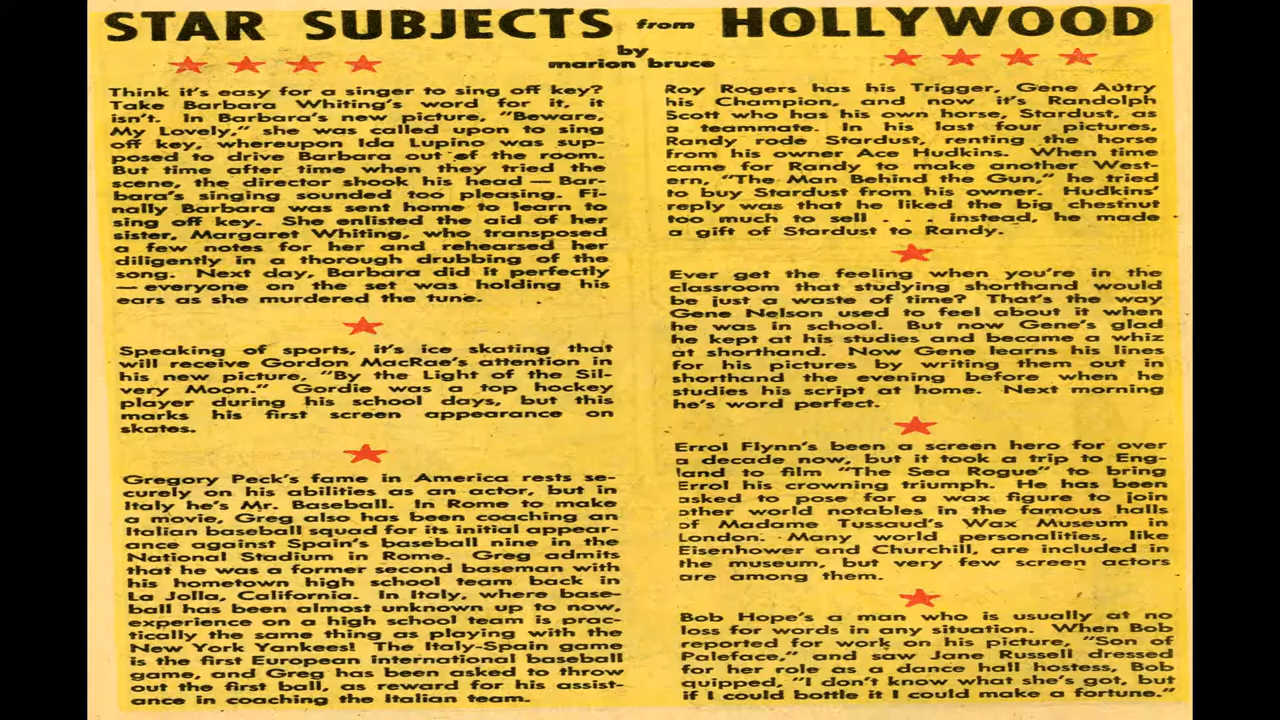 STAR SUBJECTS from HOLLYWOOD
by
marion bruce
Think it's easy for a singer to sing off key?
Take Barbara Whiting's word for it, it
isn't. In Barbara's new picture, "Beware,
My Lovely," she was called upon to sing
off key, whereupon Ida Lupino was sup-
posed to drive Barbara out of the room.
But time after time when they tried the
scene, the director shook his head — Bar-
bara's singing sounded too pleasing. Fi-
nally Barbara was sent home to learn to
sing off key. She enlisted the aid of her
sister, Margaret Whiting, who transposed
a few notes for her and rehearsed her
diligently in a thorough drubbing of the
song. Next day, Barbara did it perfectly
— everyone on the set was holding his
ears as she murdered the tune.
Speaking of sports, it's ice skating that
will receive Gordon MacRae's attention in
his new picture, "By the Light of the Sil-
very Moon." Gordie was a top hockey
player during his school days, but this
marks his first screen appearance on
skates.
Gregory Peck's fame in America rests se-
curely on his abilities as an actor, but in
Italy he's Mr. Baseball. In Rome to make
a movie, Greg also has been coaching an
Italian baseball squad for its initial appear-
ance against Spain's baseball nine in the
National Stadium in Rome. Greg admits
that he was a former second baseman with
his hometown high school team back in
La Jolla, California. In Italy, where base-
ball has been almost unknown up to now,
experience on a high school team is prac-
tically the same thing as playing with the
New York Yankees! The Italy-Spain game
is the first European international baseball
game, and Greg has been asked to throw
out the first ball, as reward for his assist-
ance in coaching the Italian team.
Roy Rogers has his Trigger, Gene Autry
his Champion, and now it's Randolph
Scott who has his own horse, Stardust, as
a teammate. In his last four pictures,
Randy rode Stardust, renting the horse
from his owner Ace Hudkins. When time
came for Randy to make another West-
ern, "The Man Behind the Gun," he tried
to buy Stardust from his owner. Hudkins'
reply was that he liked the big chestnut
too much to sell . . . instead, he made
a gift of Stardust to Randy.
Ever get the feeling when you're in the
classroom that studying shorthand would
be just a waste of time? That's the way
Gene Nelson used to feel about it when
he was in school. But now Gene's glad
he kept at his studies and became a whiz
at shorthand. Now Gene learns his lines
for his pictures by writing them out in
shorthand the evening before when he
studies his script at home. Next morning
he's word perfect.
Errol Flynn's been a screen hero for over
a decade now, but it took a trip to Eng-
land to film "The Sea Rogue" to bring
Errol his crowning triumph. He has been
asked to pose for a wax figure to join
other world notables in the famous halls
of Madame Tussaud's Wax Museum in
London. Many world personalities, like
Eisenhower and Churchill, are included in
the museum, but very few screen actors
are among them.
Bob Hope's a man who is usually at no
loss for words in any situation. When Bob
reported for work on his picture, "Son of
Paleface," and saw Jane Russell dressed
for her role as a dance hall hostess, Bob
quipped, "I don't know what she's got, but
if I could bottle it I could make a fortune."